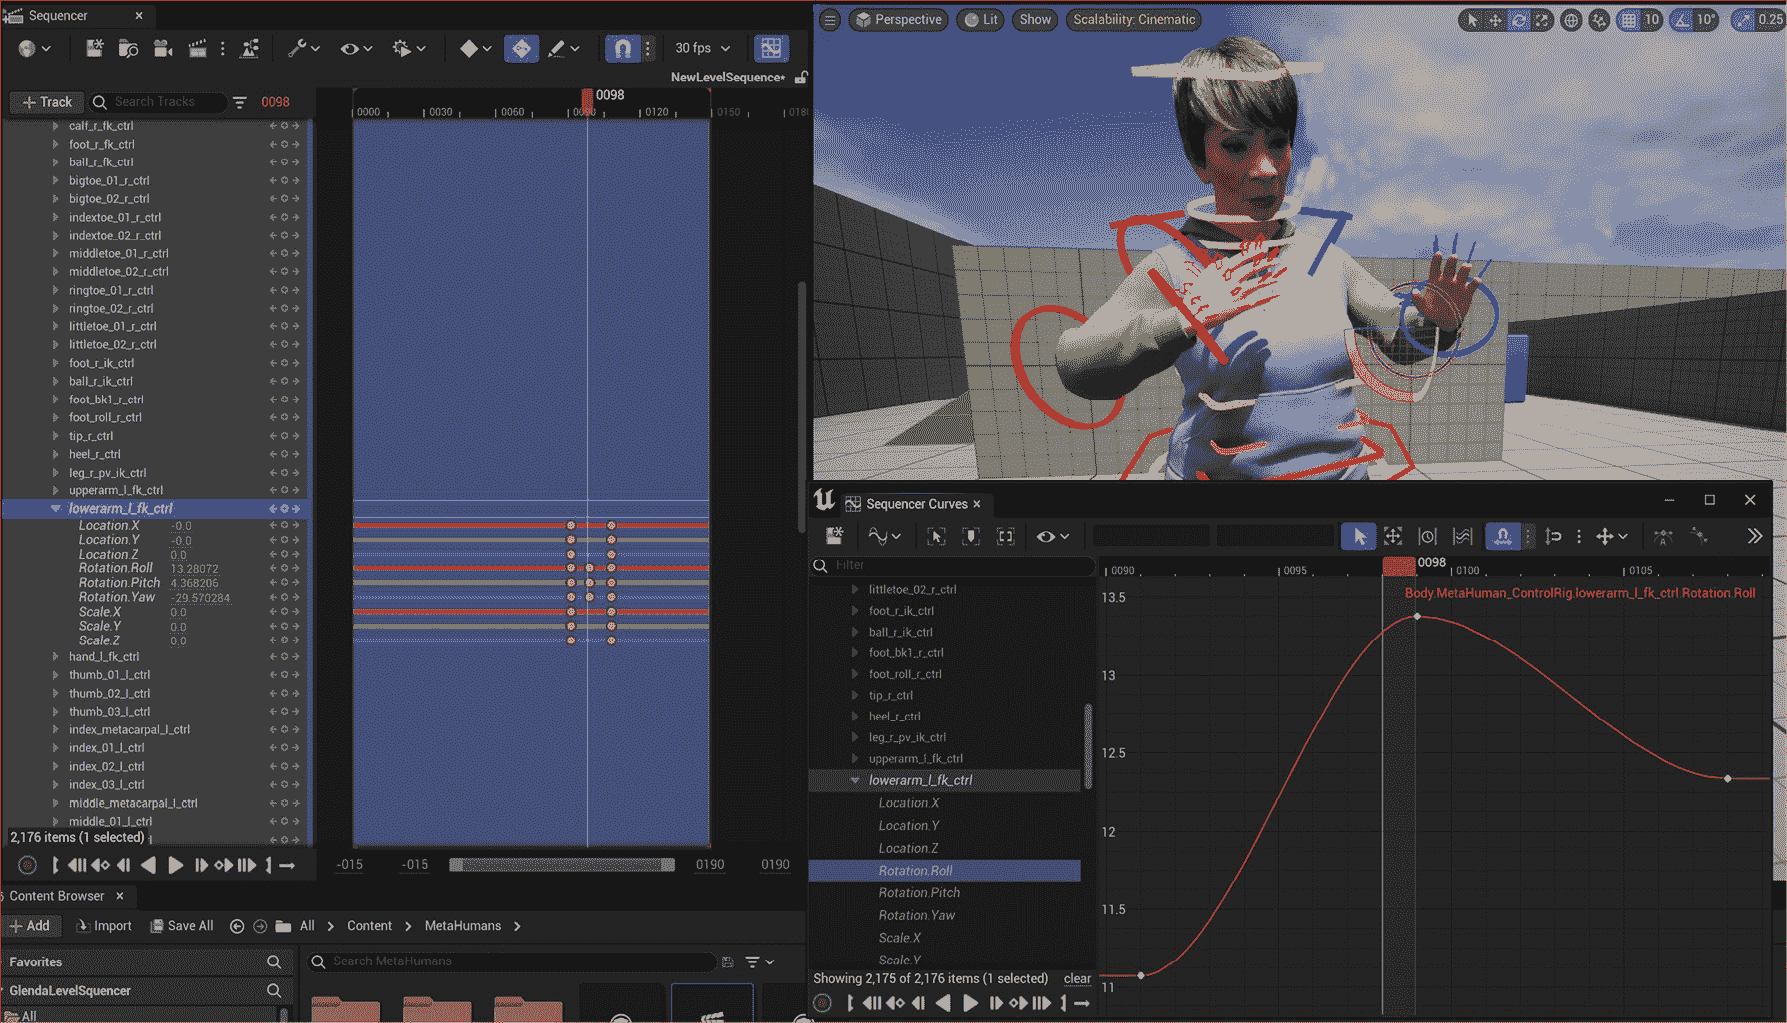 Sequencer
30 fps
NewLevelSequence*
+ Track
Search Tracks
0098
0098
0000
0030
0060
0120
0150
calf_r_fk_ctrl
foot_r_fk_ctrl
ball_r_fk_ctrl
bigtoe_01_r_ctrl
bigtoe_02_r_ctrl
indextoe_01_r_ctrl
indextoe_02_r_ctrl
middletoe_01_r_ctrl
middletoe_02_r_ctrl
ringtoe_01_r_ctrl
ringtoe_02_r_ctrl
littletoe_01_r_ctrl
littletoe_02_r_ctrl
foot_r_ik_ctrl
ball_r_ik_ctrl
foot_bk1_r_ctrl
foot_roll_r_ctrl
tip_r_ctrl
heel_r_ctrl
leg_r_pv_ik_ctrl
upperarm_l_fk_ctrl
lowerarm_l_fk_ctrl
Location.X -0.0
Location.Y -0.0
Location.Z 0.0
Rotation.Roll 13.28072
Rotation.Pitch 4.368206
Rotation.Yaw -29.570284
Scale.X 0.0
Scale.Y 0.0
Scale.Z 0.0
hand_l_fk_ctrl
thumb_01_l_ctrl
thumb_02_l_ctrl
thumb_03_l_ctrl
index_metacarpal_l_ctrl
index_01_l_ctrl
index_02_l_ctrl
index_03_l_ctrl
middle_metacarpal_l_ctrl
middle_01_l_ctrl
2,176 items (1 selected)
-015
-015
0190
0190
Content Browser
+ Add
Import
Save All
All > Content > MetaHumans >
Favorites
Search MetaHumans
GlendaLevelSquencer
All
Perspective
Lit
Show
Scalability: Cinematic
10
10°
0.25
Sequencer Curves
Filter
littletoe_02_r_ctrl
foot_r_ik_ctrl
ball_r_ik_ctrl
foot_bk1_r_ctrl
foot_roll_r_ctrl
tip_r_ctrl
heel_r_ctrl
leg_r_pv_ik_ctrl
upperarm_l_fk_ctrl
lowerarm_l_fk_ctrl
Location.X
Location.Y
Location.Z
Rotation.Roll
Rotation.Pitch
Rotation.Yaw
Scale.X
Scale.Y
Showing 2,175 of 2,176 items (1 selected) clear
0090
0095
0098
0100
0105
Body.MetaHuman_ControlRig.lowerarm_l_fk_ctrl.Rotation.Roll
13.5
13
12.5
12
11.5
11